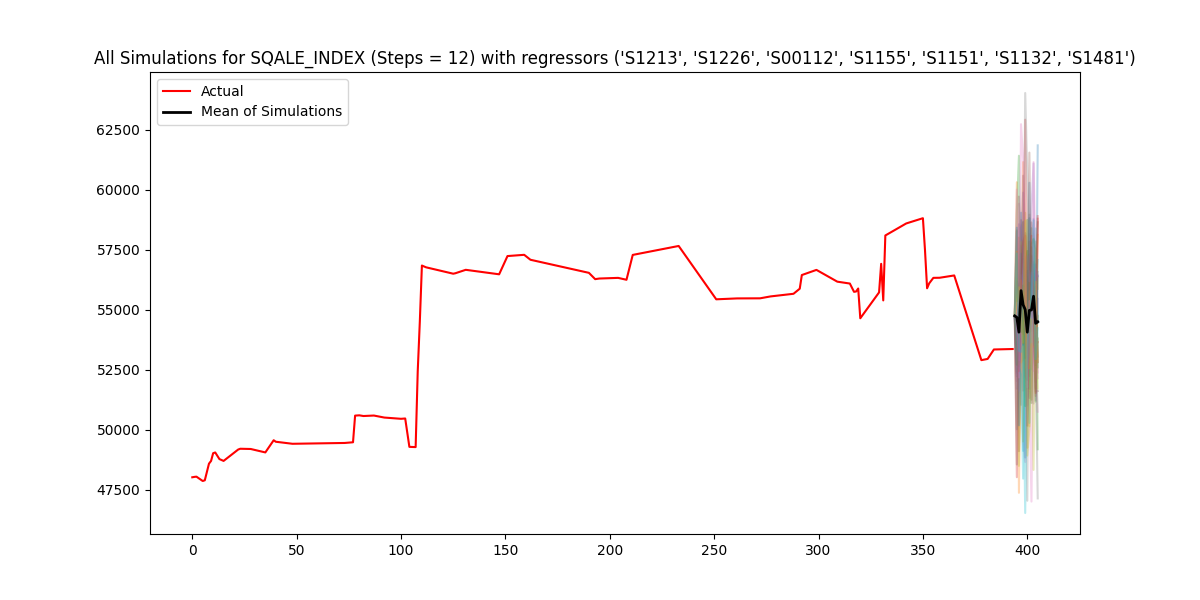 All Simulations for SQALE_INDEX (Steps = 12) with regressors ('S1213', 'S1226', 'S00112', 'S1155', 'S1151', 'S1132', 'S1481')
Actual
Mean of Simulations
62500
60000
57500
55000
52500
50000
47500
0 50 100 150 200 250 300 350 400